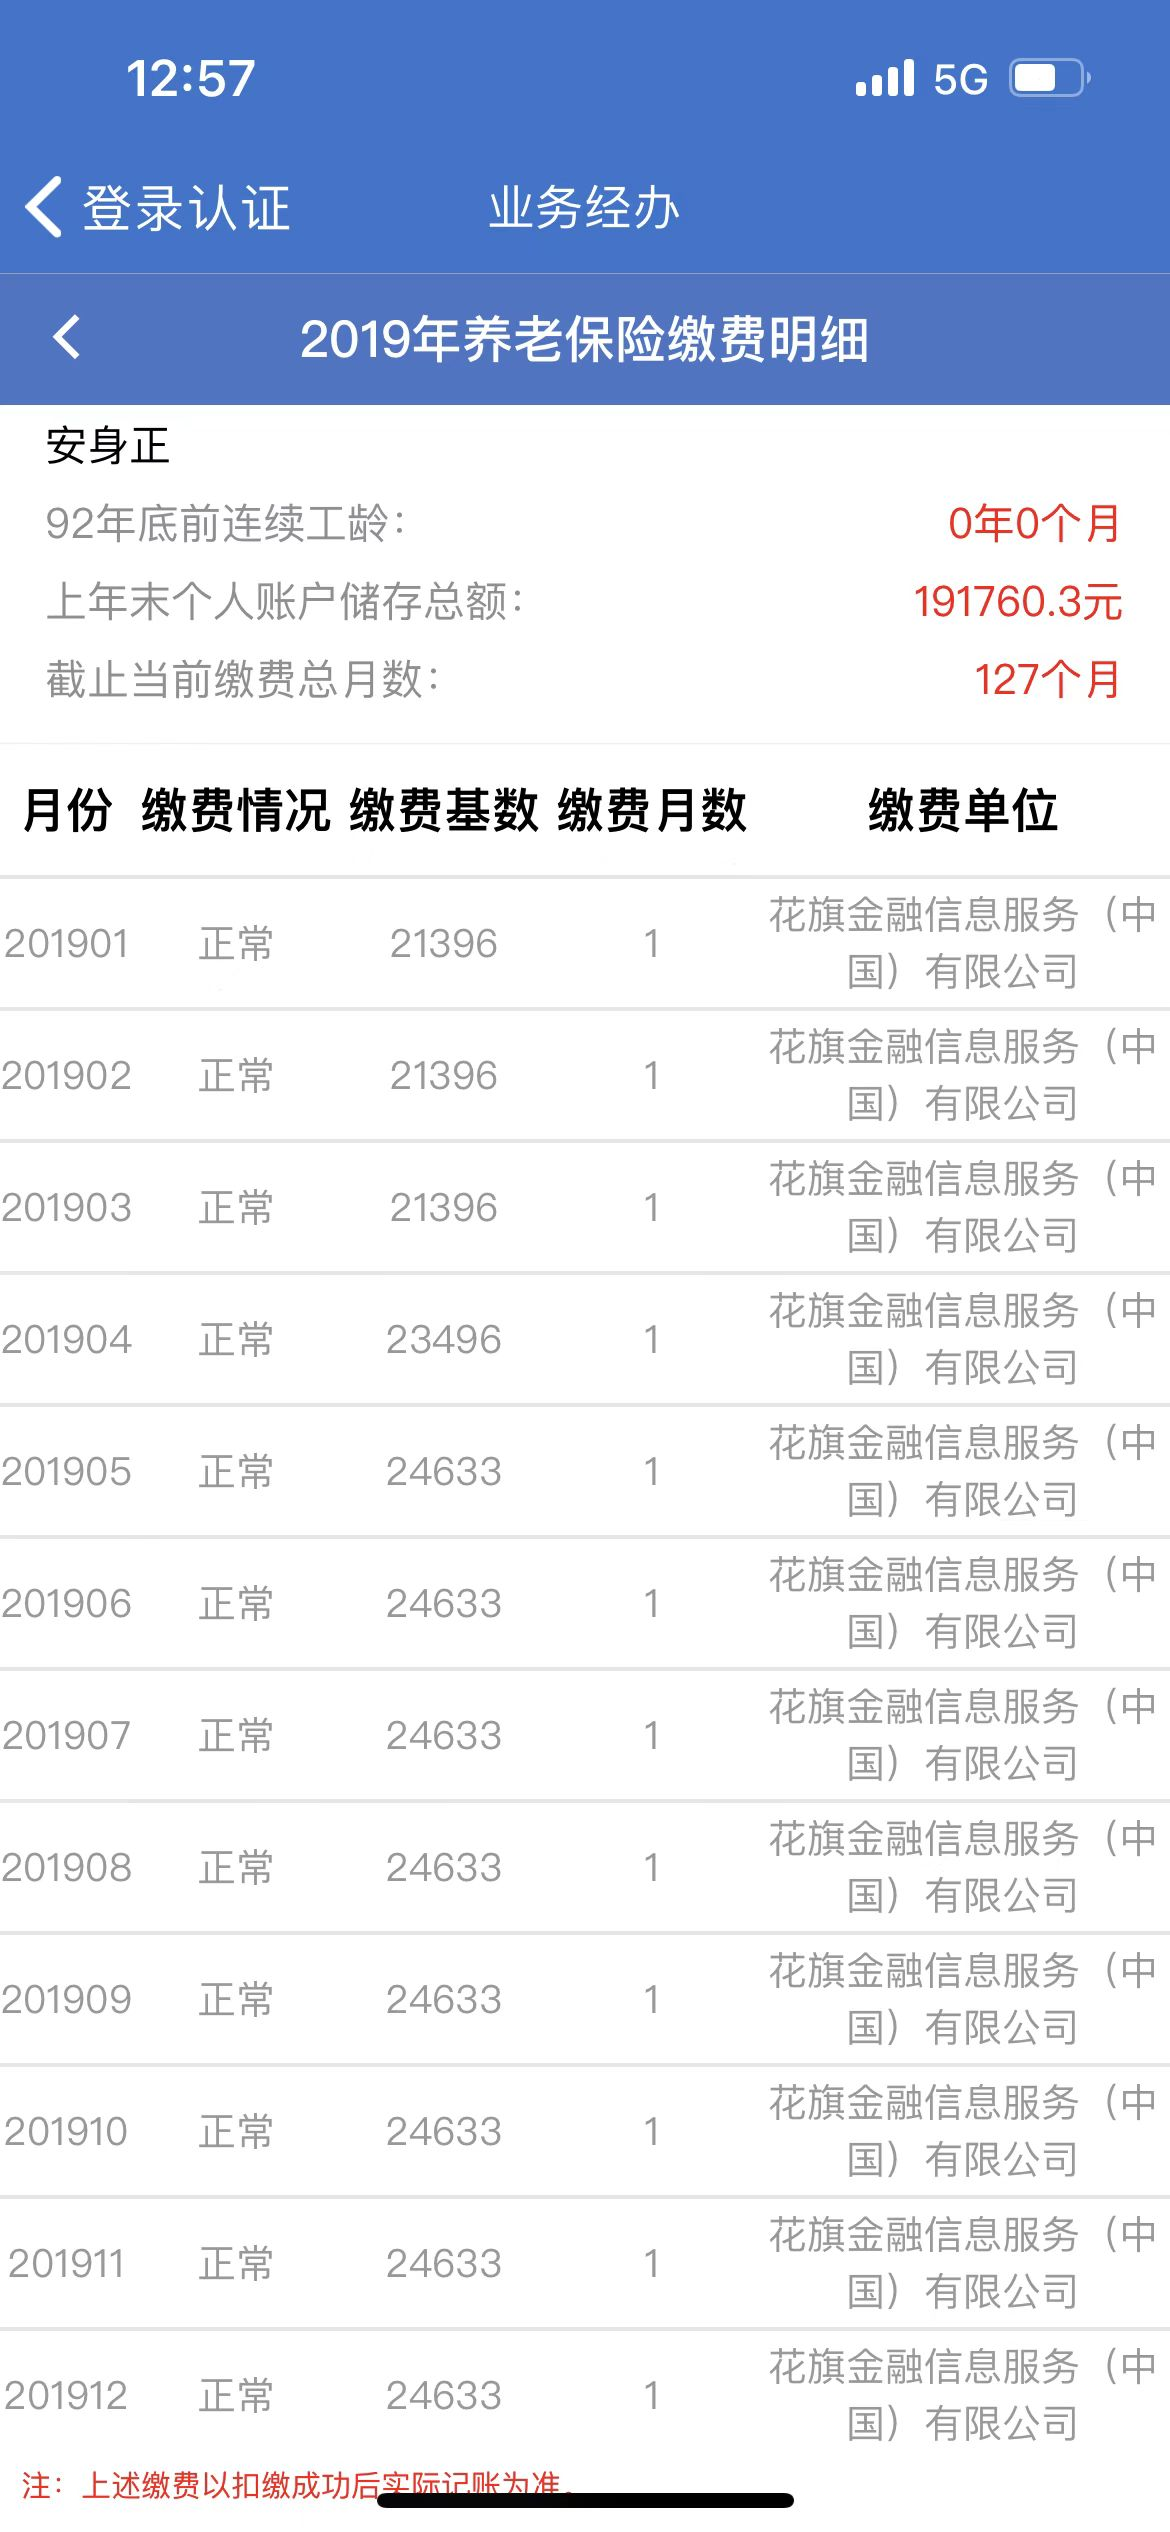 12:57 5G
登录认证 业务经办
2019年养老保险缴费明细
安身正
92年底前连续工龄： 0年0个月
上年末个人账户储存总额： 191760.3元
截止当前缴费总月数： 127个月
月份 缴费情况 缴费基数 缴费月数 缴费单位
201901 正常 21396 1 花旗金融信息服务（中
国）有限公司
201902 正常 21396 1 花旗金融信息服务（中
国）有限公司
201903 正常 21396 1 花旗金融信息服务（中
国）有限公司
201904 正常 23496 1 花旗金融信息服务（中
国）有限公司
201905 正常 24633 1 花旗金融信息服务（中
国）有限公司
201906 正常 24633 1 花旗金融信息服务（中
国）有限公司
201907 正常 24633 1 花旗金融信息服务（中
国）有限公司
201908 正常 24633 1 花旗金融信息服务（中
国）有限公司
201909 正常 24633 1 花旗金融信息服务（中
国）有限公司
201910 正常 24633 1 花旗金融信息服务（中
国）有限公司
201911 正常 24633 1 花旗金融信息服务（中
国）有限公司
201912 正常 24633 1 花旗金融信息服务（中
国）有限公司
注：上述缴费以扣缴成功后实际记账为准。